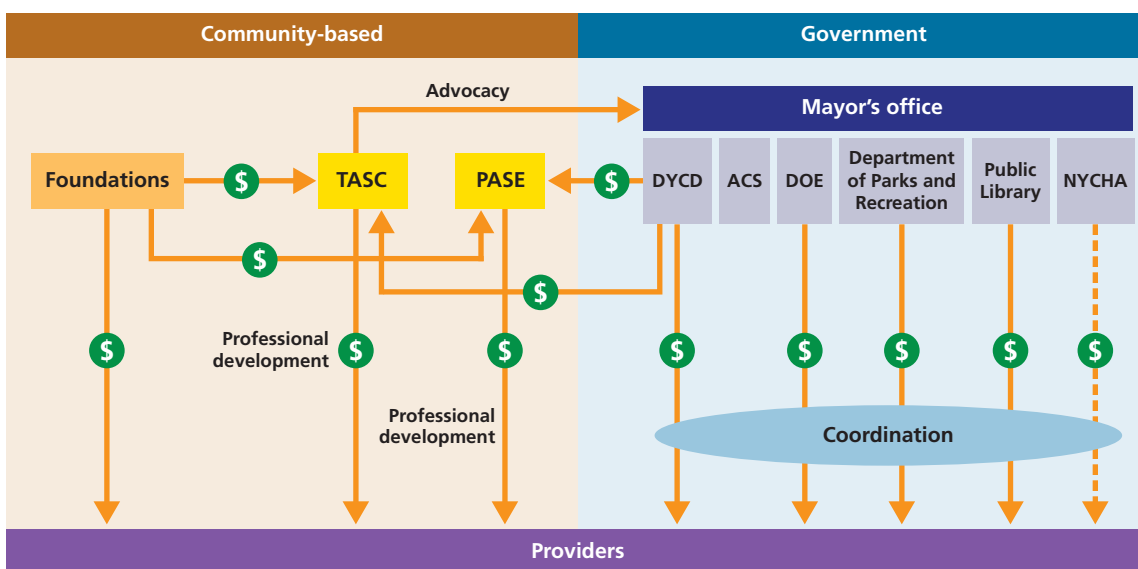 Community-based
Government
Advocacy
Mayor's office
Foundations
$
TASC
PASE
$
DYCD
ACS
DOE
Department
of Parks and
Recreation
Public
Library
NYCHA
$
$
Professional
development
$
$
$
$
$
$
$
$
Professional
development
Coordination
Providers